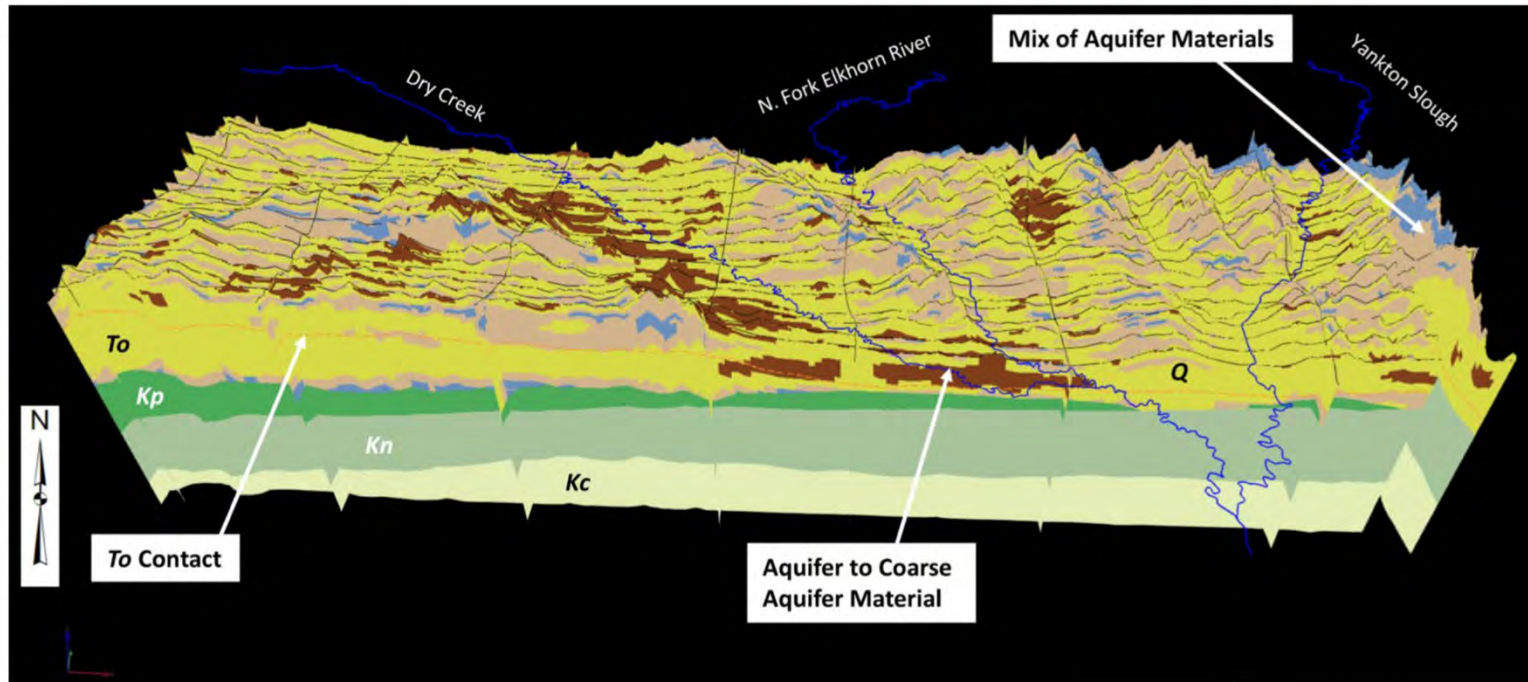 Mix of Aquifer Materials
Dry Creek
N. Fork Elkhorn River
Yankton Slough
To
Q
Kp
N
Kn
Kc
To Contact
Aquifer to Coarse
Aquifer Material